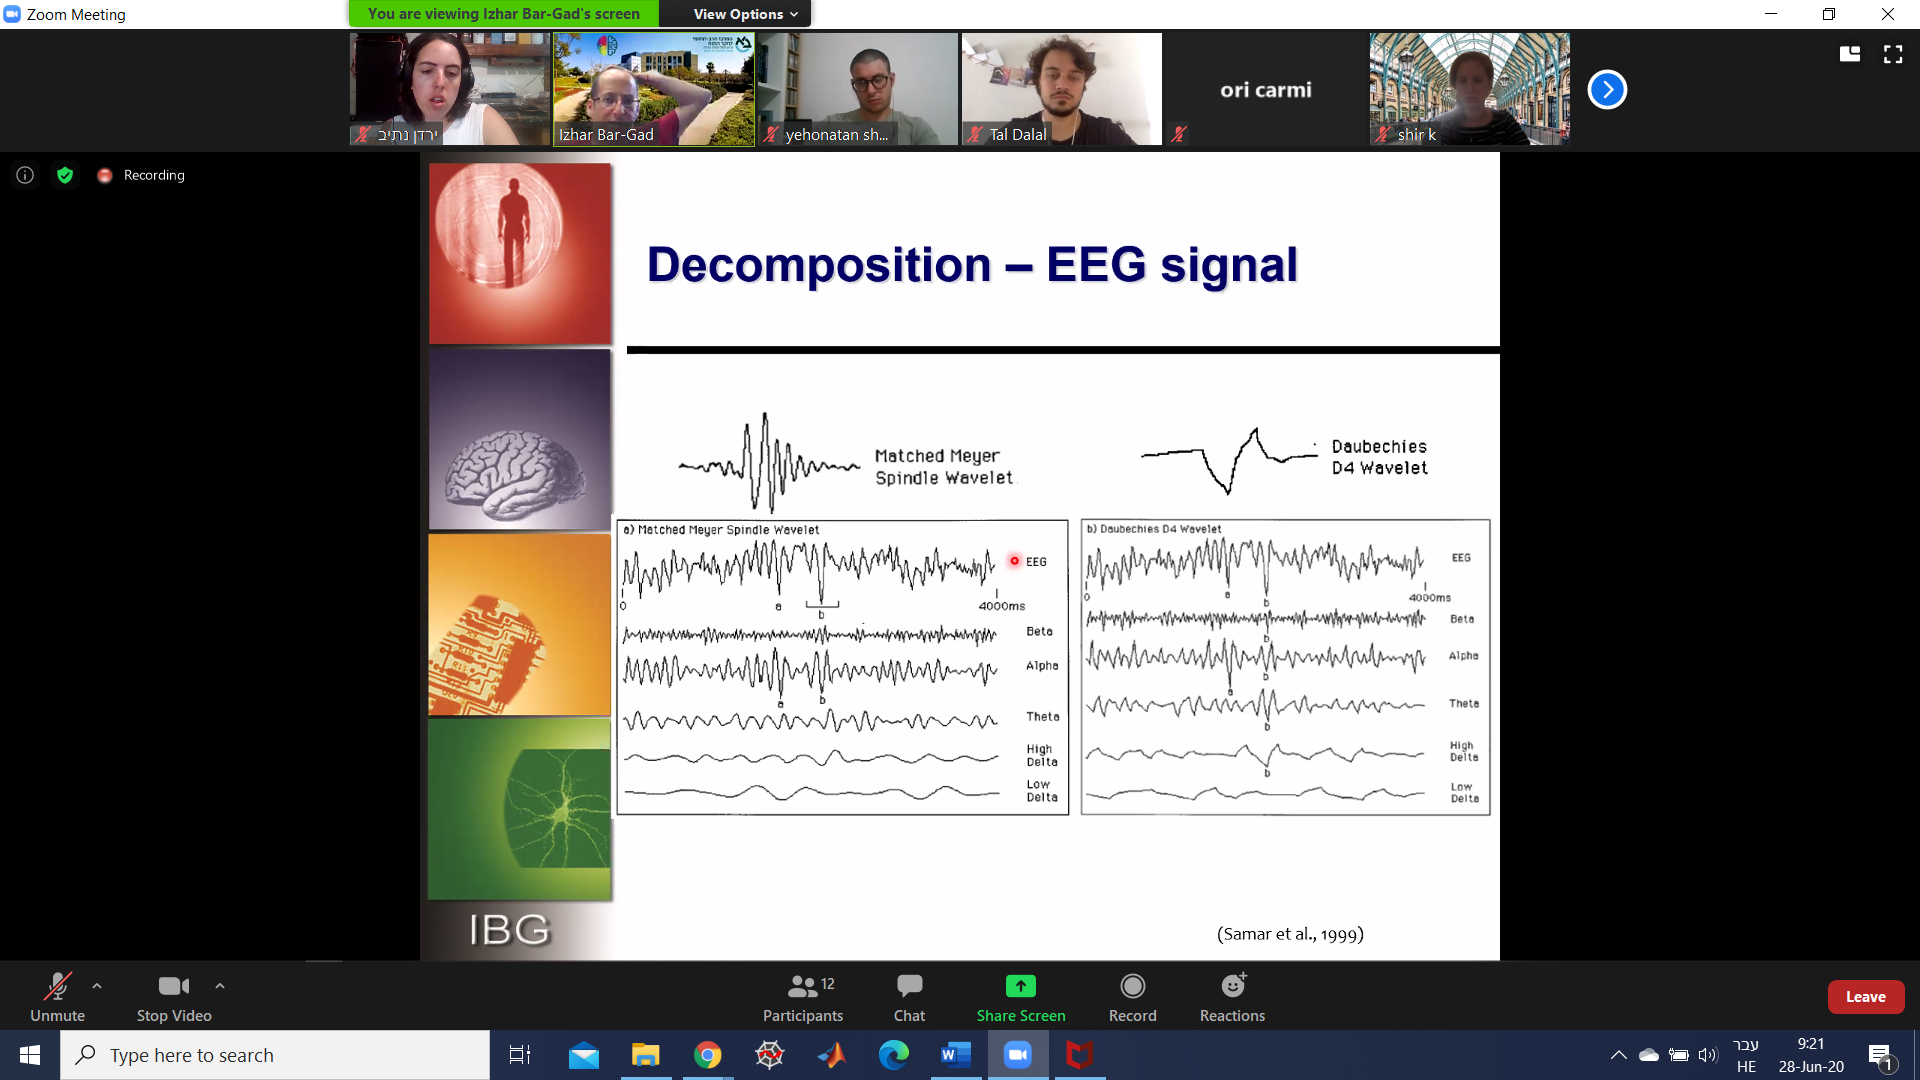 Zoom Meeting
You are viewing Izhar Bar-Gad's screen
View Options
ירדן נתיב
Izhar Bar-Gad
yehonatan sh...
Tal Dalal
ori carmi
shir k
Recording
Decomposition – EEG signal
Matched Meyer
Spindle Wavelet
Daubechies
D4 Wavelet
a) Matched Meyer Spindle Wavelet
EEG
0
a
b
4000ms
Beta
Alpha
a
b
Theta
High
Delta
Low
Delta
b) Daubechies D4 Wavelet
EEG
0
a
b
4000ms
Beta
b
Alpha
a
b
Theta
b
High
Delta
b
Low
Delta
IBG
(Samar et al., 1999)
Unmute
Stop Video
12
Participants
Chat
Share Screen
Record
Reactions
Leave
Type here to search
עבר
HE
9:21
28-Jun-20
1